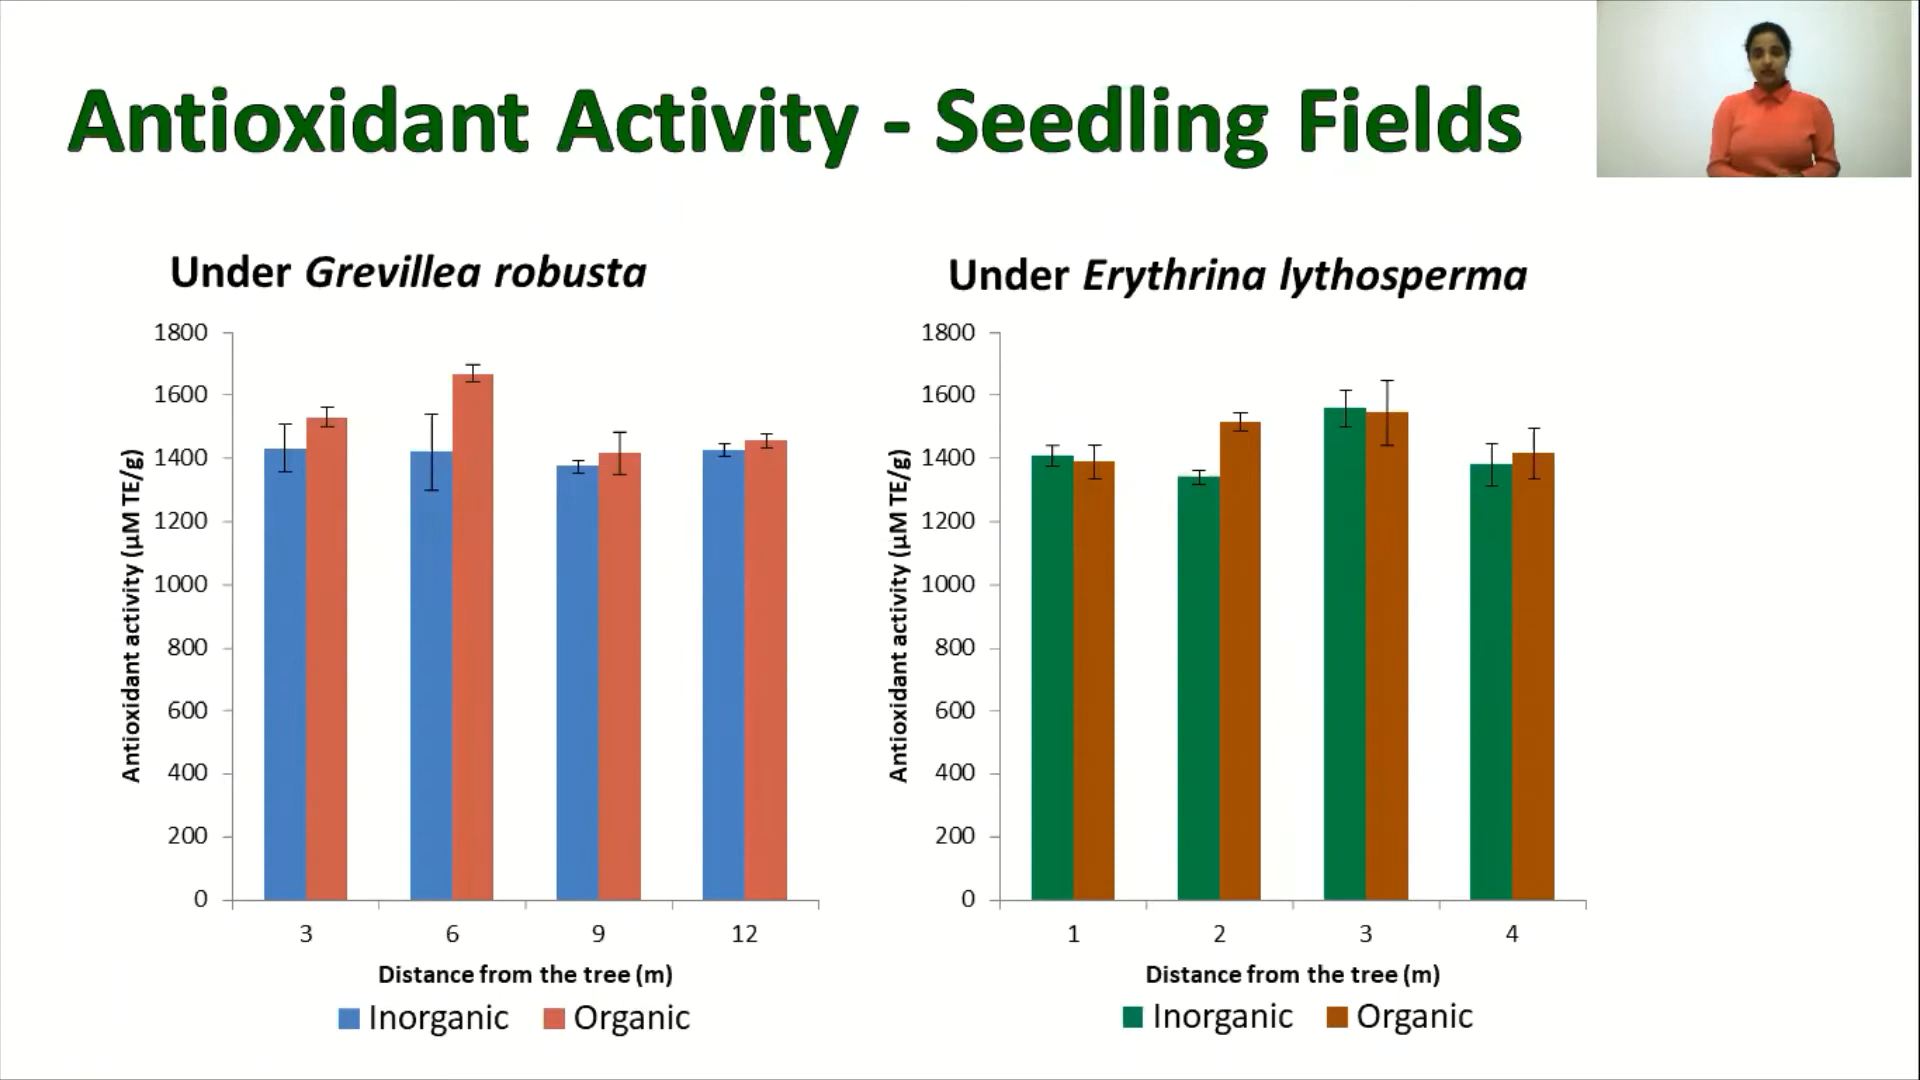 Antioxidant Activity - Seedling Fields
Under Grevillea robusta
1800
1600
1400
1200
1000
800
600
400
200
0
Antioxidant activity (µM TE/g)
3 6 9 12
Distance from the tree (m)
Inorganic Organic
Under Erythrina lythosperma
1800
1600
1400
1200
1000
800
600
400
200
0
Antioxidant activity (µM TE/g)
1 2 3 4
Distance from the tree (m)
Inorganic Organic